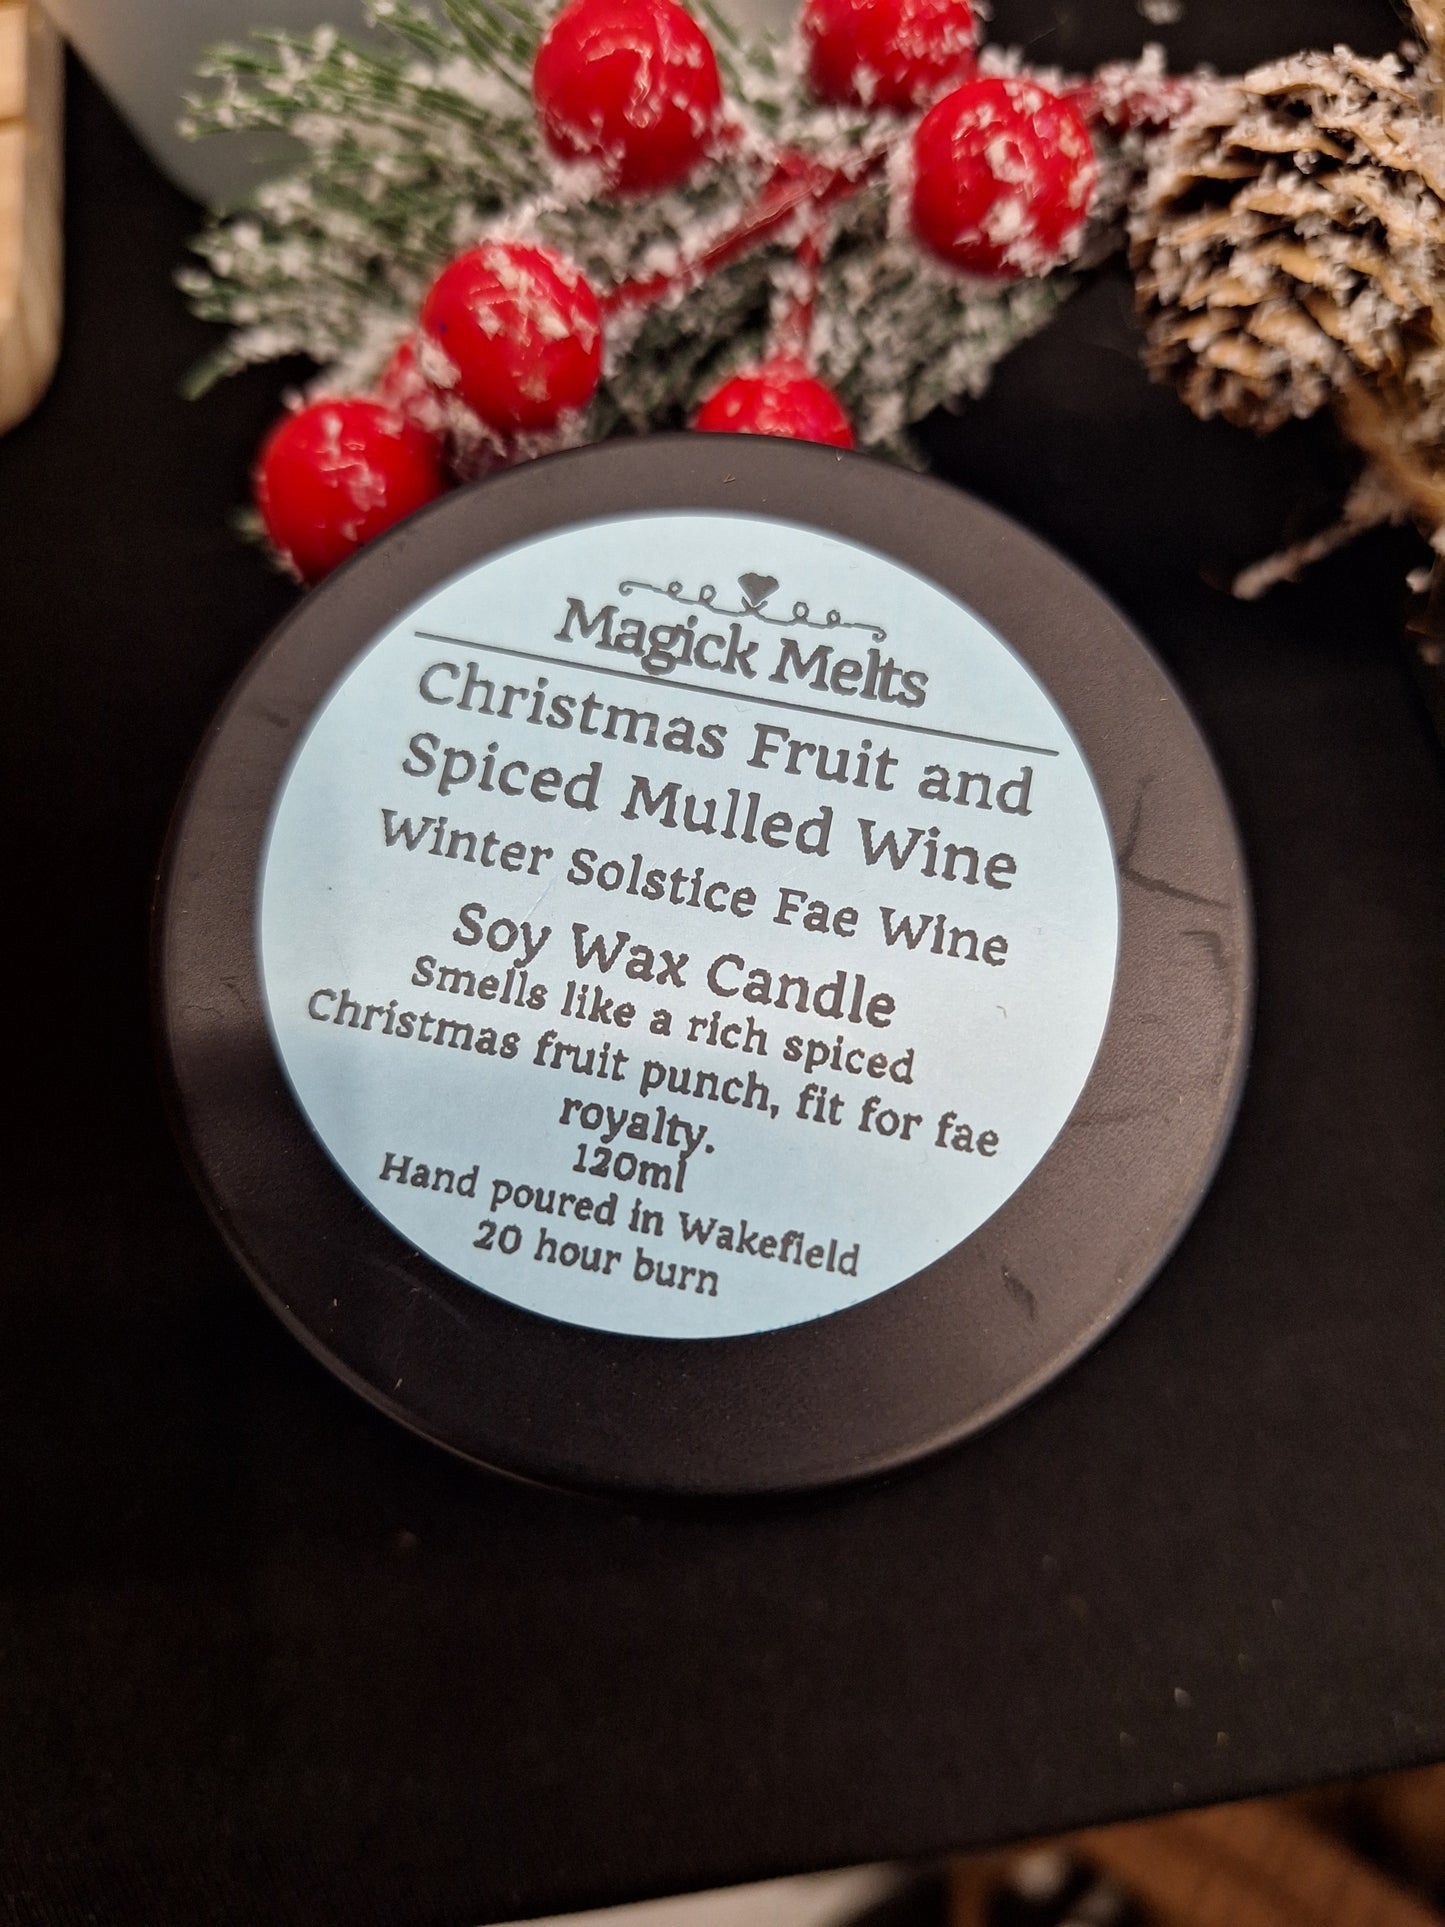 Magick Melts
Christmas Fruit and
Spiced Mulled Wine
Winter Solstice Fae Wine
Soy Wax Candle
Smells like a rich spiced
Christmas fruit punch, fit for fae
royalty.
120ml
Hand poured in Wakefield
20 hour burn